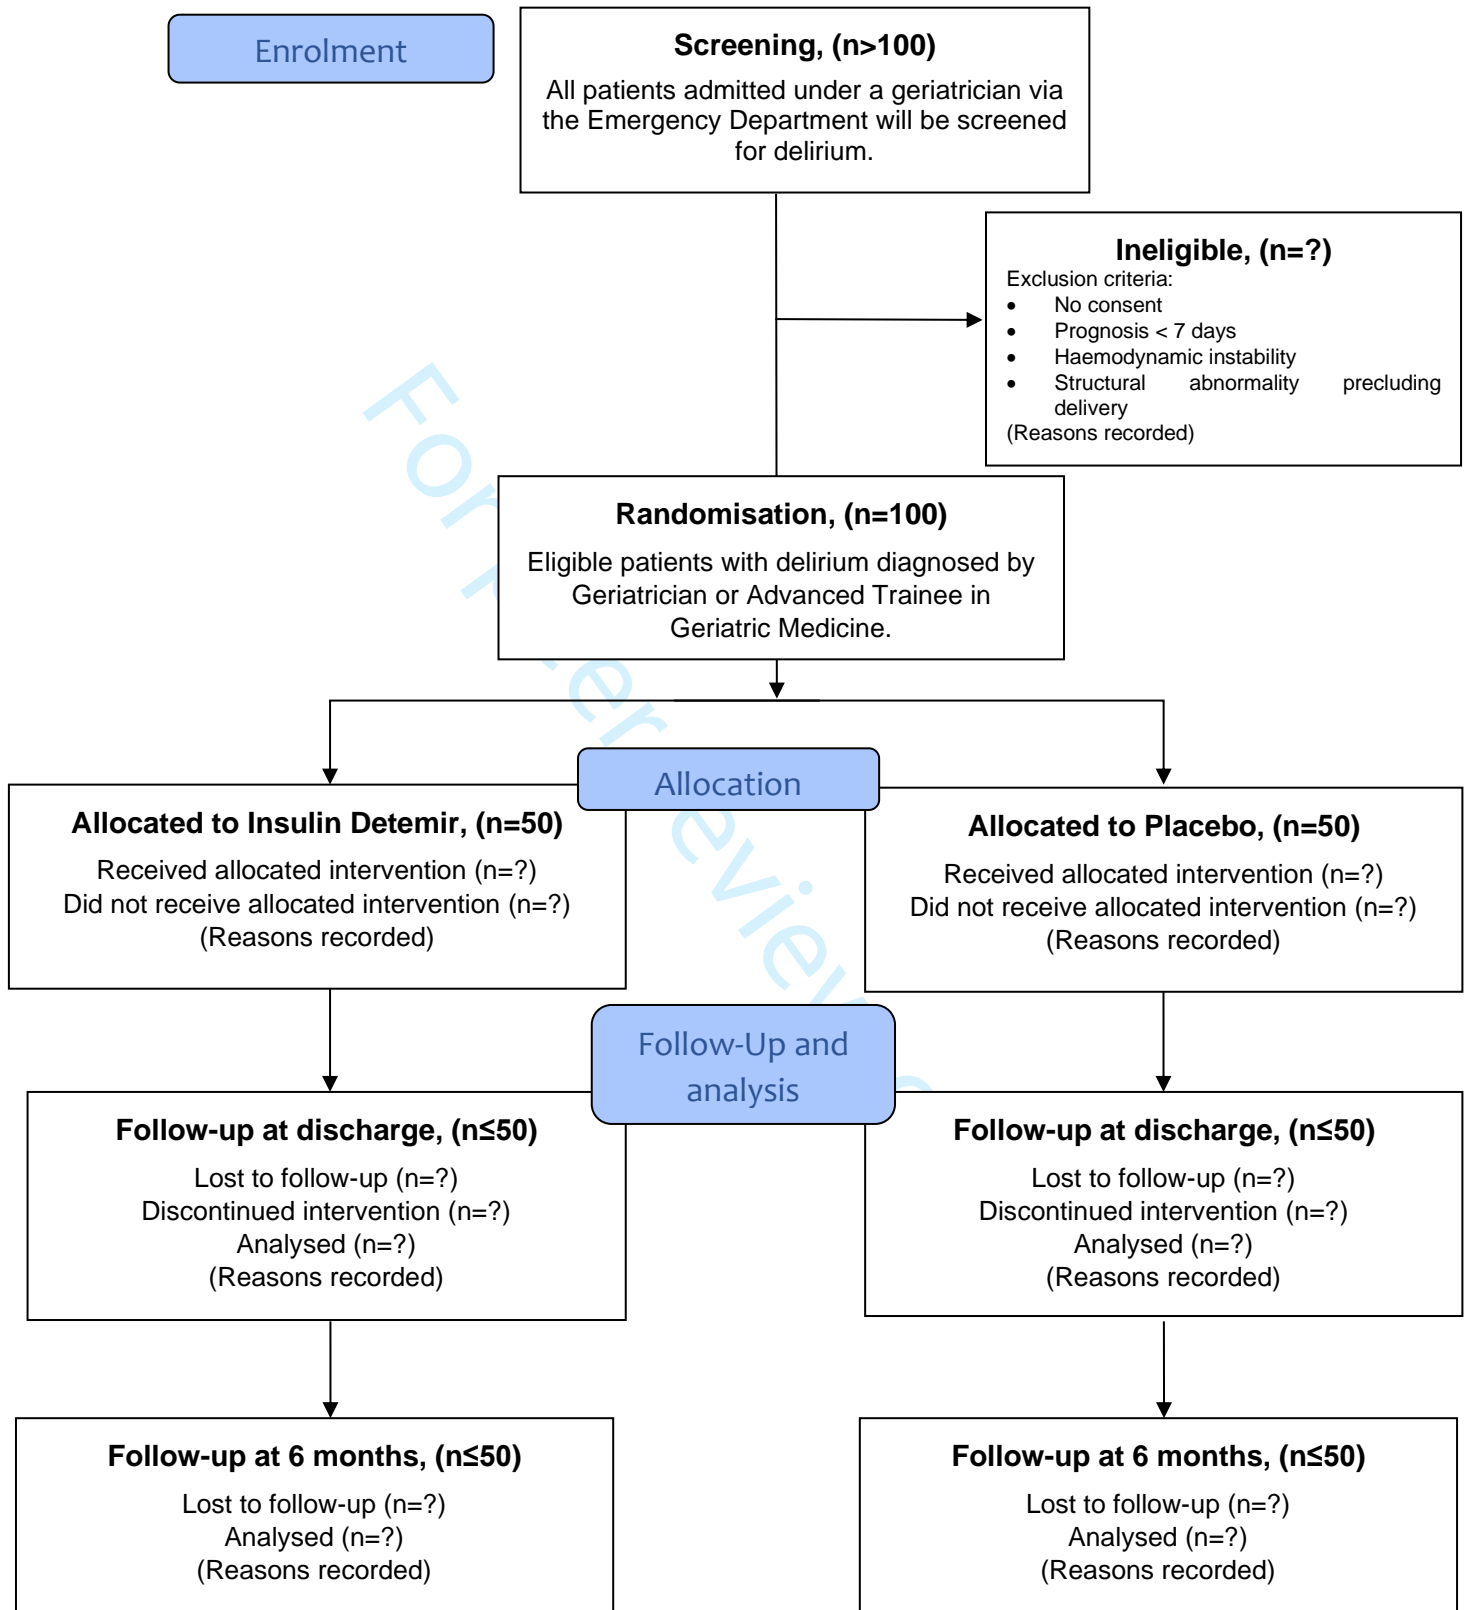 Enrolment
Screening, (n>100)
All patients admitted under a geriatrician via
the Emergency Department will be screened
for delirium.
Ineligible, (n=?)
Exclusion criteria:
• No consent
• Prognosis < 7 days
• Haemodynamic instability
• Structural abnormality precluding
delivery
(Reasons recorded)
Randomisation, (n=100)
Eligible patients with delirium diagnosed by
Geriatrician or Advanced Trainee in
Geriatric Medicine.
Allocation
Allocated to Insulin Detemir, (n=50)
Received allocated intervention (n=?)
Did not receive allocated intervention (n=?)
(Reasons recorded)
Allocated to Placebo, (n=50)
Received allocated intervention (n=?)
Did not receive allocated intervention (n=?)
(Reasons recorded)
Follow-Up and
analysis
Follow-up at discharge, (n≤50)
Lost to follow-up (n=?)
Discontinued intervention (n=?)
Analysed (n=?)
(Reasons recorded)
Follow-up at discharge, (n≤50)
Lost to follow-up (n=?)
Discontinued intervention (n=?)
Analysed (n=?)
(Reasons recorded)
Follow-up at 6 months, (n≤50)
Lost to follow-up (n=?)
Analysed (n=?)
(Reasons recorded)
Follow-up at 6 months, (n≤50)
Lost to follow-up (n=?)
Analysed (n=?)
(Reasons recorded)
For